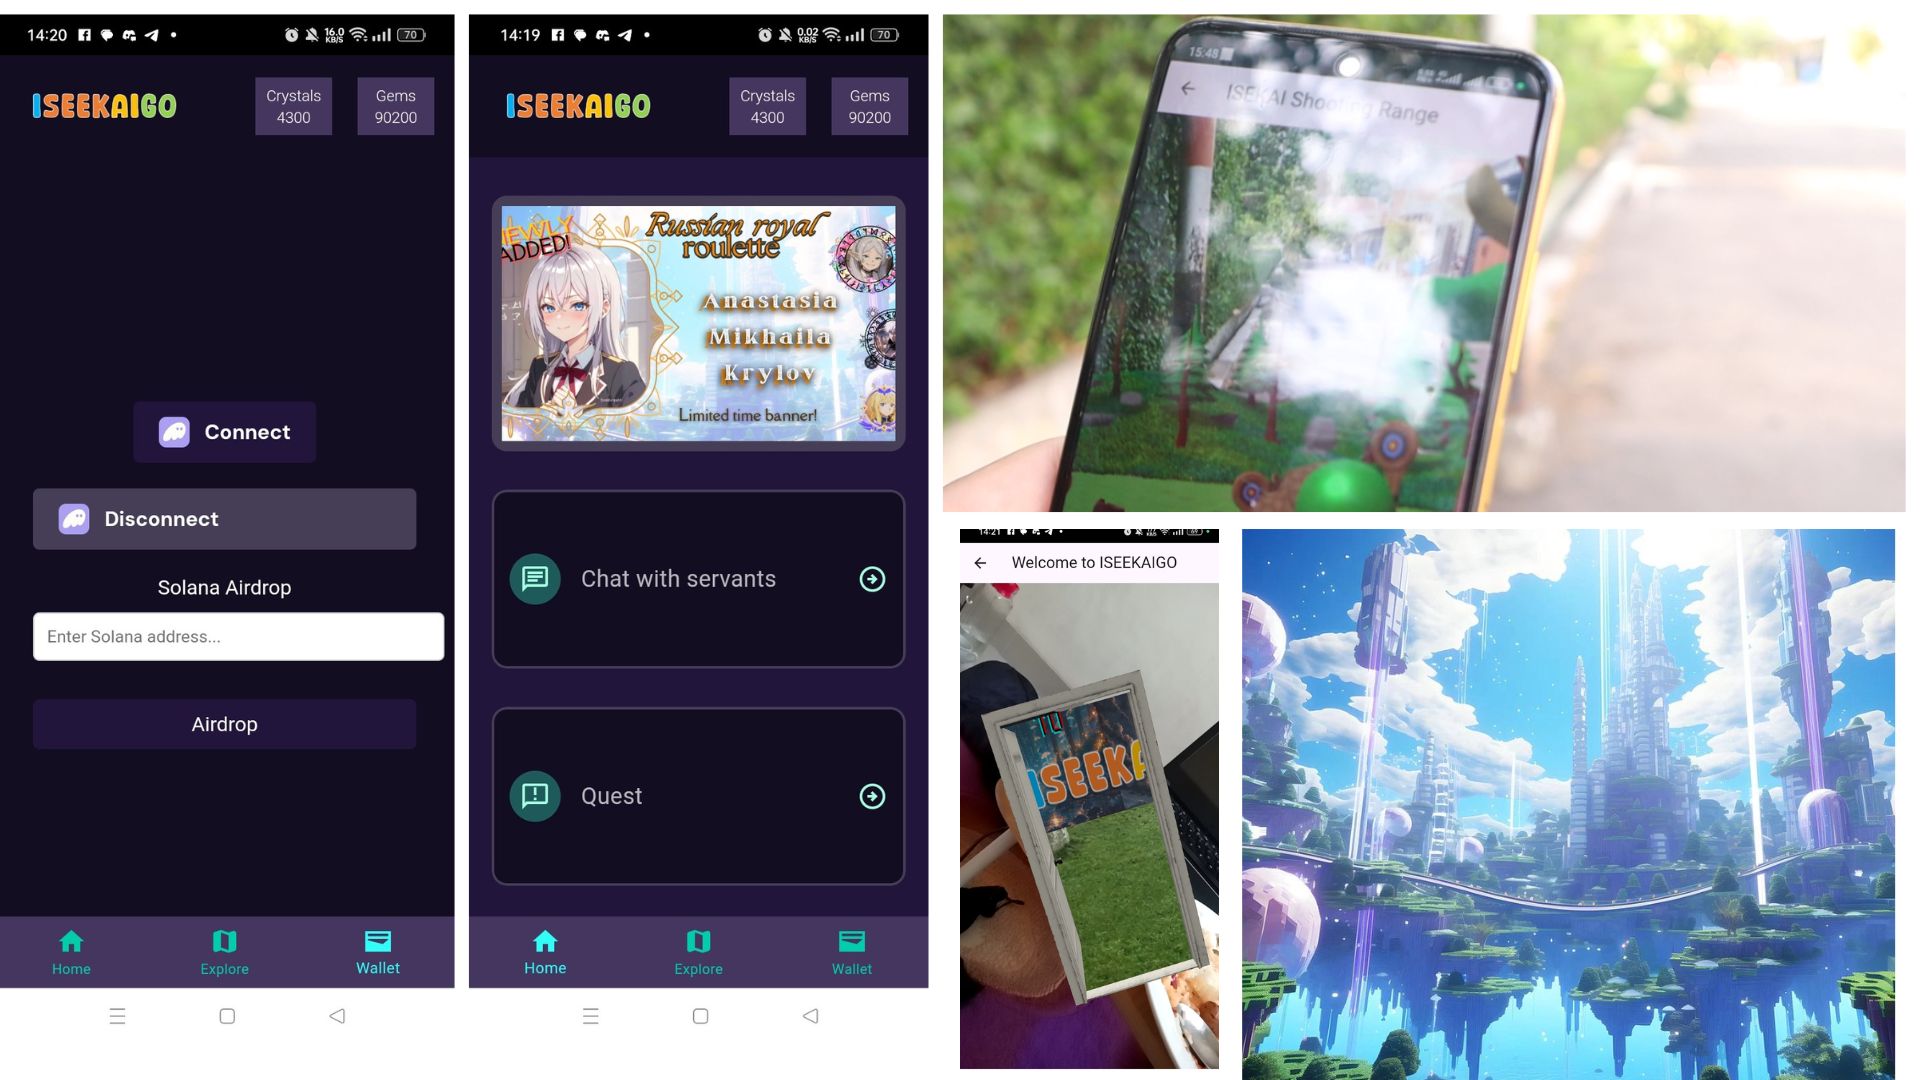 14:20
16.0
KB/S
70
ISEEKAIGO
Crystals
4300
Gems
90200
Connect
Disconnect
Solana Airdrop
Enter Solana address...
Airdrop
Home
Explore
Wallet
14:19
0.02
KB/S
70
ISEEKAIGO
Crystals
4300
Gems
90200
NEWLY
ADDED!
Russian royal
roulette
Anastasia
Mikhaila
Krylov
Limited time banner!
Chat with servants
Quest
Home
Explore
Wallet
15:48
ISEKAI Shooting Range
14:21
Welcome to ISEEKAIGO
ISEEKA